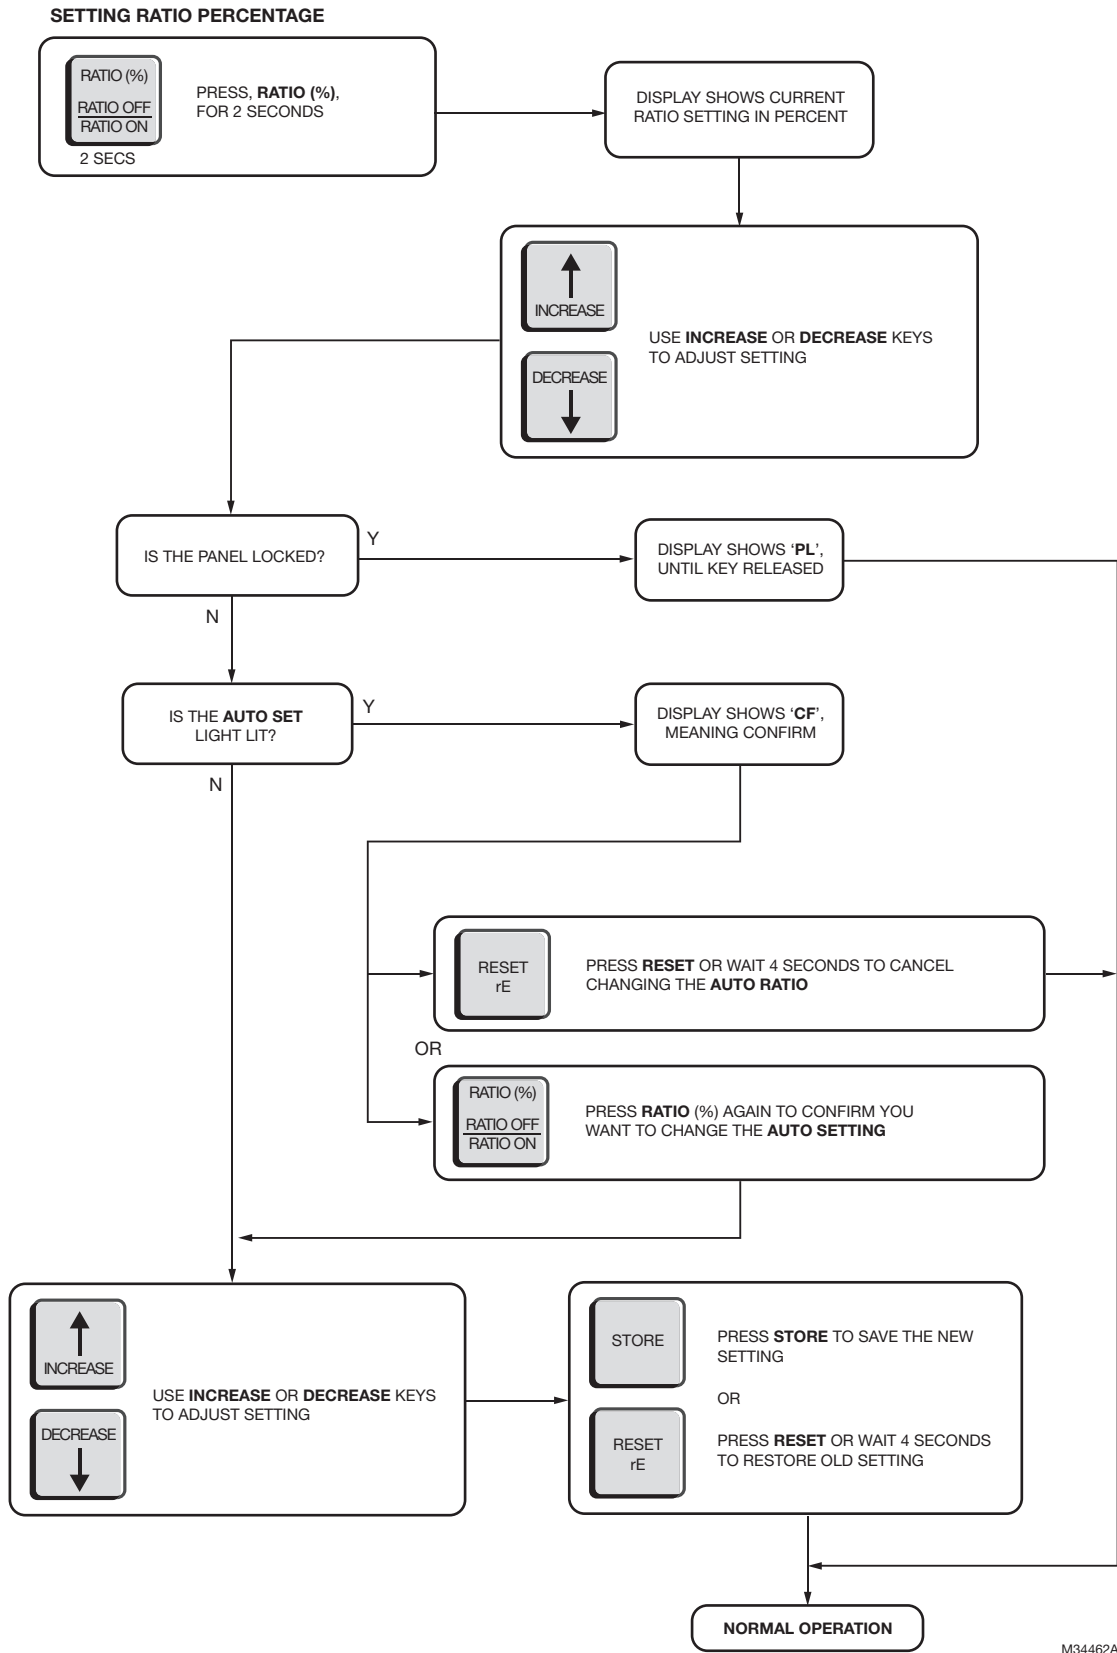 SETTING RATIO PERCENTAGE
RATIO (%)
RATIO OFF
RATIO ON
2 SECS
PRESS, RATIO (%),
FOR 2 SECONDS
DISPLAY SHOWS CURRENT
RATIO SETTING IN PERCENT
INCREASE
DECREASE
USE INCREASE OR DECREASE KEYS
TO ADJUST SETTING
IS THE PANEL LOCKED?
Y
DISPLAY SHOWS ‘PL’,
UNTIL KEY RELEASED
N
IS THE AUTO SET
LIGHT LIT?
Y
DISPLAY SHOWS ‘CF’,
MEANING CONFIRM
N
RESET
rE
PRESS RESET OR WAIT 4 SECONDS TO CANCEL
CHANGING THE AUTO RATIO
OR
RATIO (%)
RATIO OFF
RATIO ON
PRESS RATIO (%) AGAIN TO CONFIRM YOU
WANT TO CHANGE THE AUTO SETTING
INCREASE
DECREASE
USE INCREASE OR DECREASE KEYS
TO ADJUST SETTING
STORE
PRESS STORE TO SAVE THE NEW
SETTING
OR
RESET
rE
PRESS RESET OR WAIT 4 SECONDS
TO RESTORE OLD SETTING
NORMAL OPERATION
M34462A